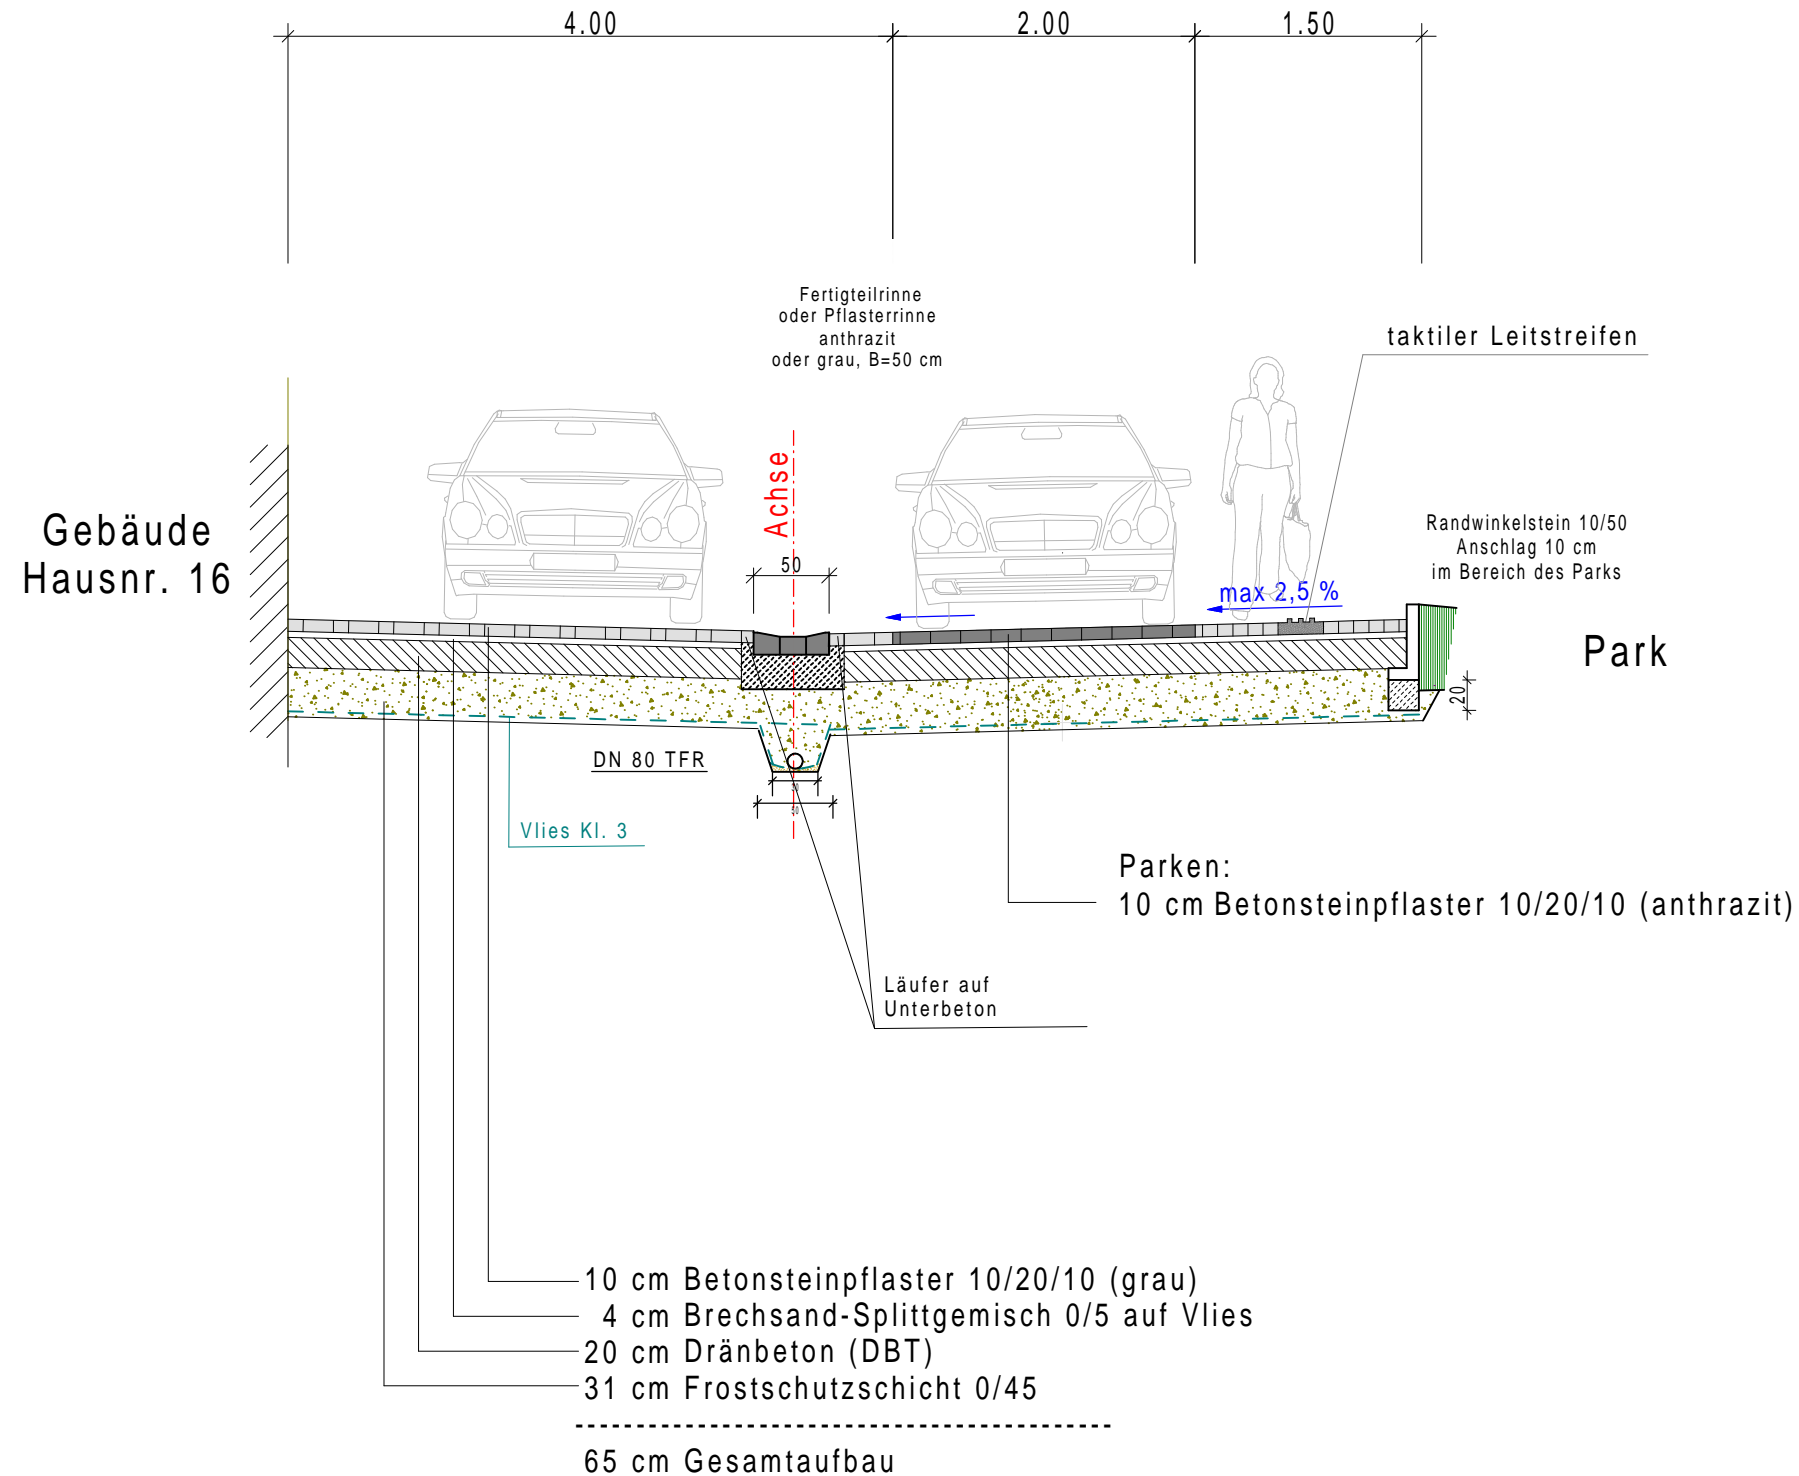 4.00
2.00
1.50
Fertigteilrinne
oder Pflasterrinne
anthrazit
oder grau, B=50 cm
taktiler Leitstreifen
Achse
Gebäude
Hausnr. 16
Randwinkelstein 10/50
Anschlag 10 cm
im Bereich des Parks
50
max 2,5 %
Park
20
DN 80 TFR
30
50
Vlies Kl. 3
Parken:
10 cm Betonsteinpflaster 10/20/10 (anthrazit)
Läufer auf
Unterbeton
10 cm Betonsteinpflaster 10/20/10 (grau)
4 cm Brechsand-Splittgemisch 0/5 auf Vlies
20 cm Dränbeton (DBT)
31 cm Frostschutzschicht 0/45
--------------------------------------------
65 cm Gesamtaufbau